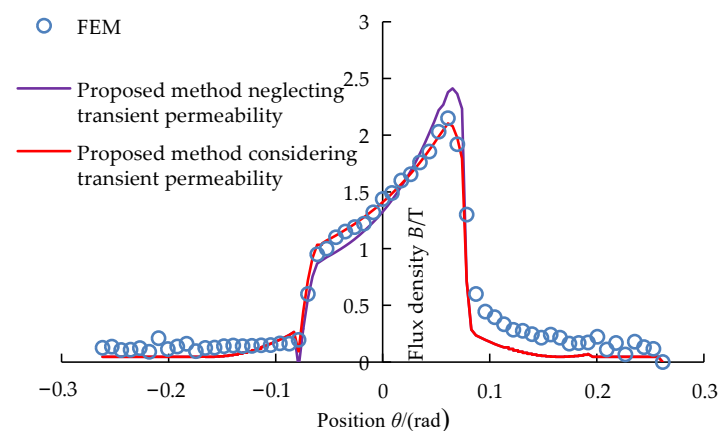 FEM
Proposed method neglecting
transient permeability
Proposed method considering
transient permeability
3
2.5
2
1.5
1
0.5
0
Flux density B/T
−0.3
−0.2
−0.1
0
0.1
0.2
0.3
Position θ/(rad)